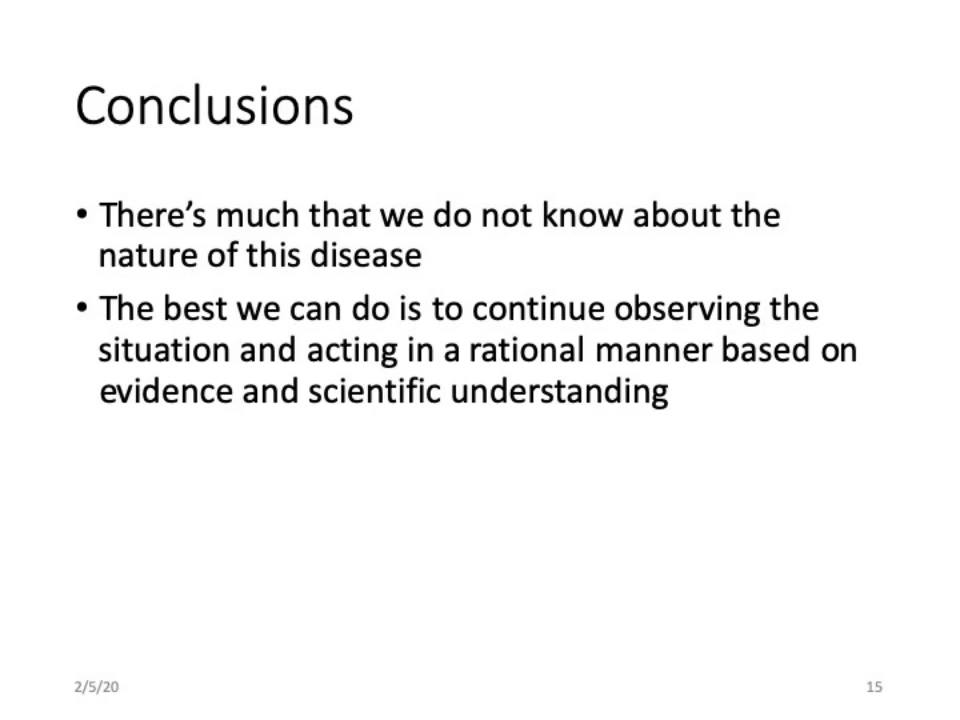 Conclusions
• There’s much that we do not know about the
nature of this disease
• The best we can do is to continue observing the
situation and acting in a rational manner based on
evidence and scientific understanding
2/5/20
15